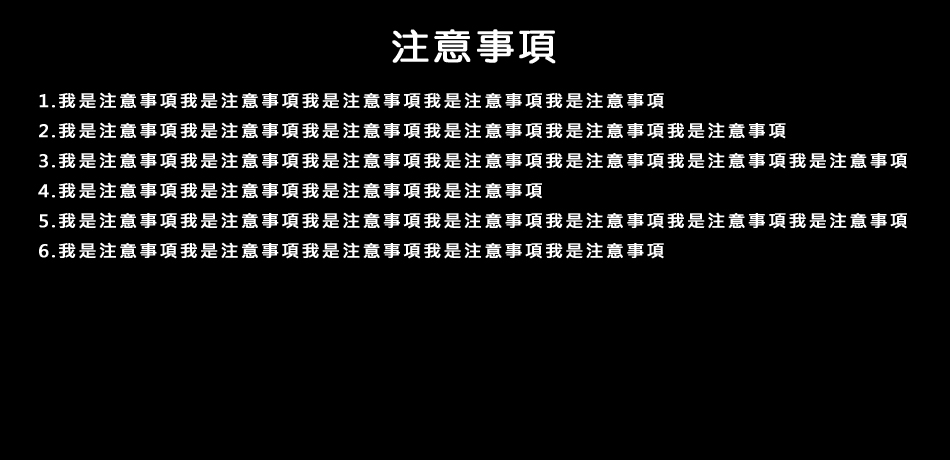 注意事項
1.我是注意事項我是注意事項我是注意事項我是注意事項我是注意事項
2.我是注意事項我是注意事項我是注意事項我是注意事項我是注意事項我是注意事項
3.我是注意事項我是注意事項我是注意事項我是注意事項我是注意事項我是注意事項我是注意事項
4.我是注意事項我是注意事項我是注意事項我是注意事項
5.我是注意事項我是注意事項我是注意事項我是注意事項我是注意事項我是注意事項我是注意事項
6.我是注意事項我是注意事項我是注意事項我是注意事項我是注意事項